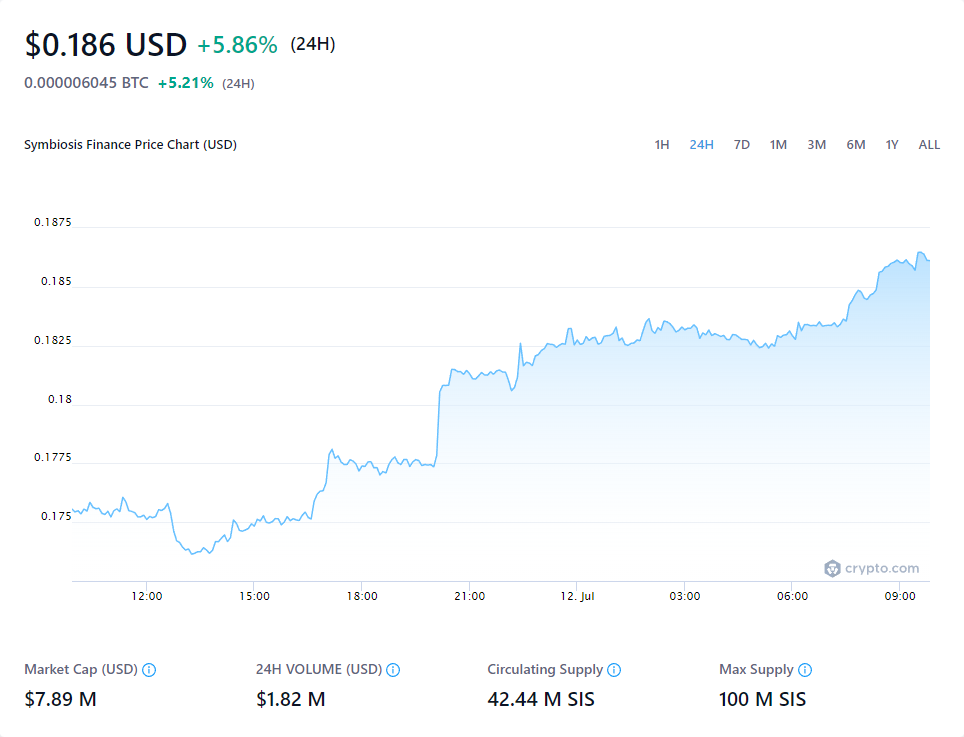 $0.186 USD +5.86% (24H)
0.000006045 BTC +5.21% (24H)
Symbiosis Finance Price Chart (USD) 1H 24H 7D 1M 3M 6M 1Y ALL
0.1875
0.185
0.1825
0.18
0.1775
0.175
crypto.com
12:00 15:00 18:00 21:00 12. Jul 03:00 06:00 09:00
Market Cap (USD) 24H VOLUME (USD) Circulating Supply Max Supply
$7.89 M $1.82 M 42.44 M SIS 100 M SIS